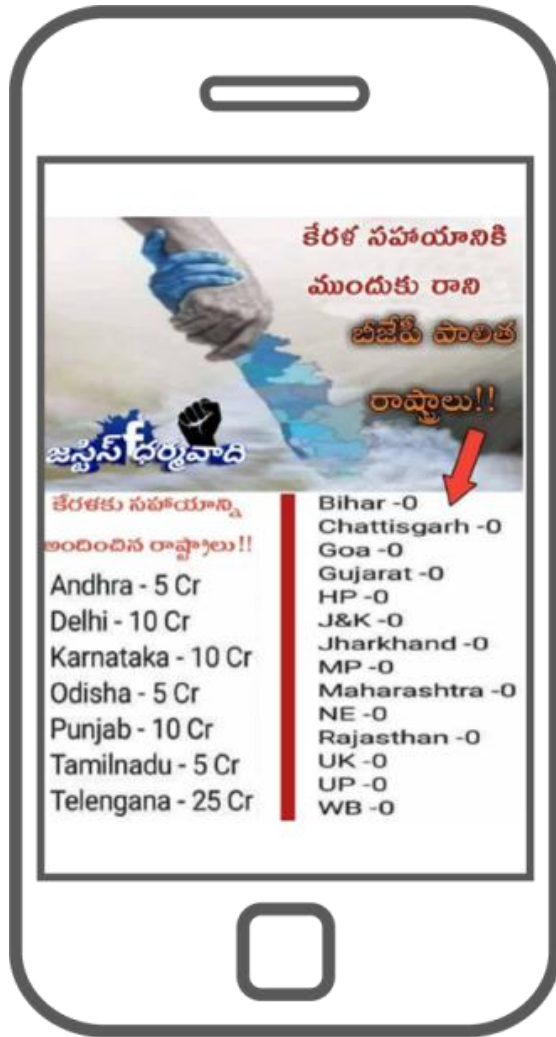 కేరళ సహాయానికి
ముందుకు రాని
బీజేపీ పాలిత
రాష్ట్రాలు!!
జస్టిస్ ధర్మవాది
కేరళకు సహాయాన్ని
అందించిన రాష్ట్రాలు!!
Andhra - 5 Cr
Delhi - 10 Cr
Karnataka - 10 Cr
Odisha - 5 Cr
Punjab - 10 Cr
Tamilnadu - 5 Cr
Telengana - 25 Cr
Bihar -0
Chattisgarh -0
Goa -0
Gujarat -0
HP -0
J&K -0
Jharkhand -0
MP -0
Maharashtra -0
NE -0
Rajasthan -0
UK -0
UP -0
WB -0